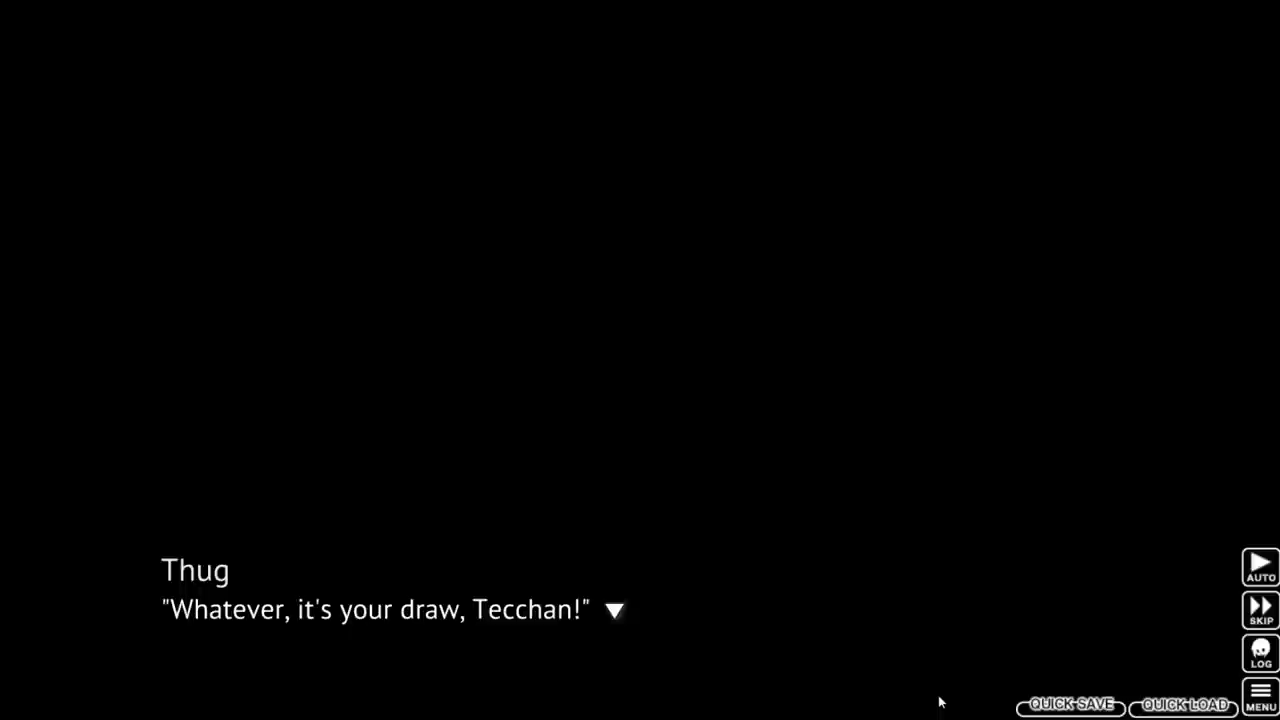 Thug
"Whatever, it's your draw, Tecchan!"
AUTO
SKIP
LOG
MENU
QUICK SAVE
QUICK LOAD